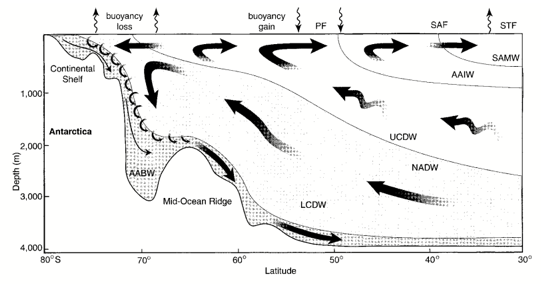 buoyancy loss
buoyancy gain
PF
SAF
STF
SAMW
AAIW
Continental Shelf
1,000
Antarctica
2,000
UCDW
NADW
AABW
Mid-Ocean Ridge
LCDW
3,000
4,000
Depth (m)
80°S
70°
60°
50°
40°
30°
Latitude